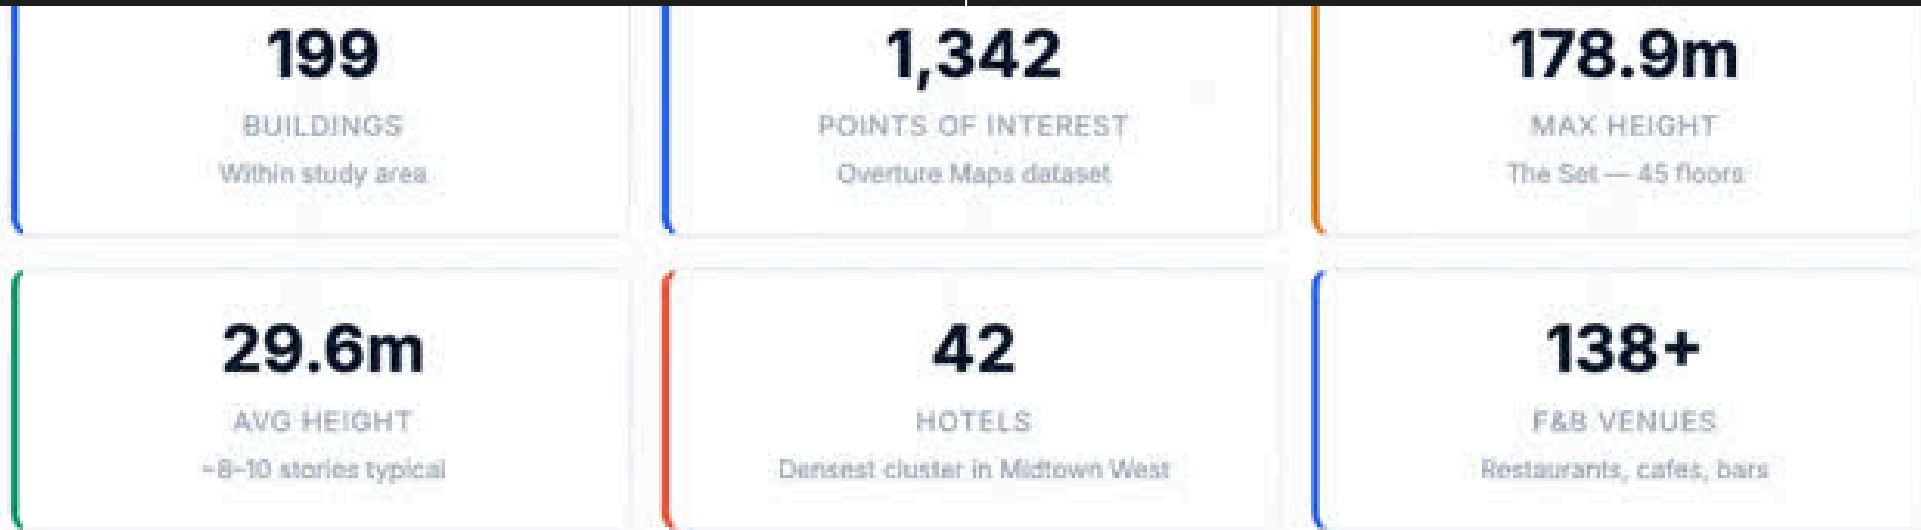 199
1,342
178.9m
BUILDINGS
POINTS OF INTEREST
MAX HEIGHT
Within study area
Overture Maps dataset
The Set — 45 floors
29.6m
42
138+
AVG HEIGHT
HOTELS
F&B VENUES
~8-10 stories typical
Densest cluster in Midtown West
Restaurants, cafes, bars